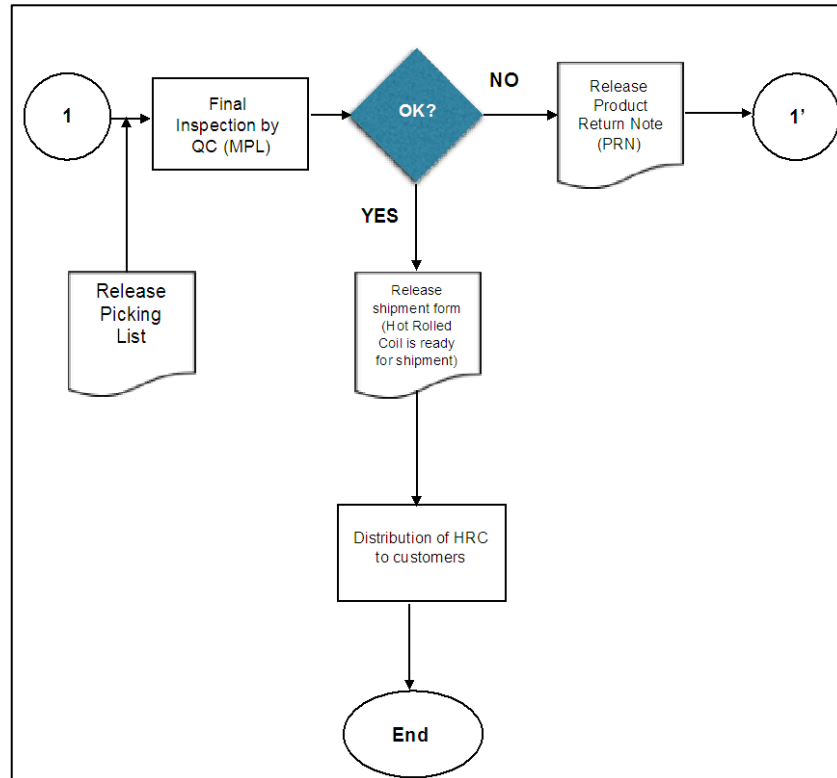 1
Final
Inspection by
QC (MPL)
OK?
NO
Release
Product
Return Note
(PRN)
1’
YES
Release
Picking
List
Release
shipment form
(Hot Rolled
Coil is ready
for shipment)
Distribution of HRC
to customers
End